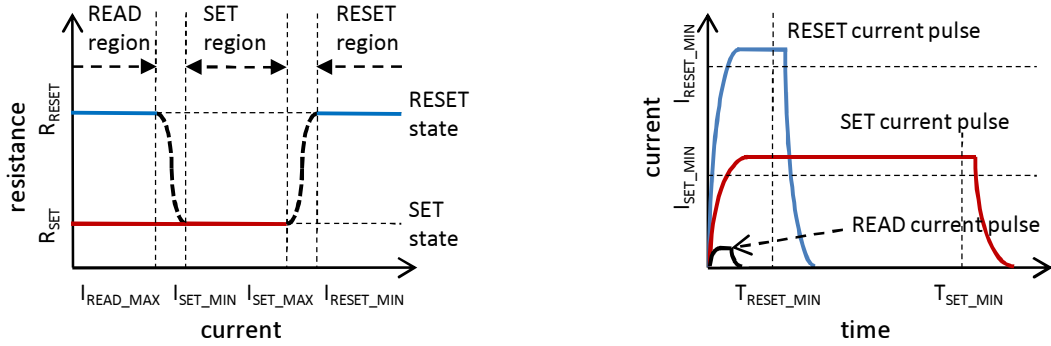 READ
region
SET
region
RESET
region
resistance
R_RESET
R_SET
RESET
state
SET
state
I_READ_MAX
I_SET_MIN
I_SET_MAX
I_RESET_MIN
current
current
I_RESET_MIN
I_SET_MIN
RESET current pulse
SET current pulse
READ current pulse
T_RESET_MIN
T_SET_MIN
time